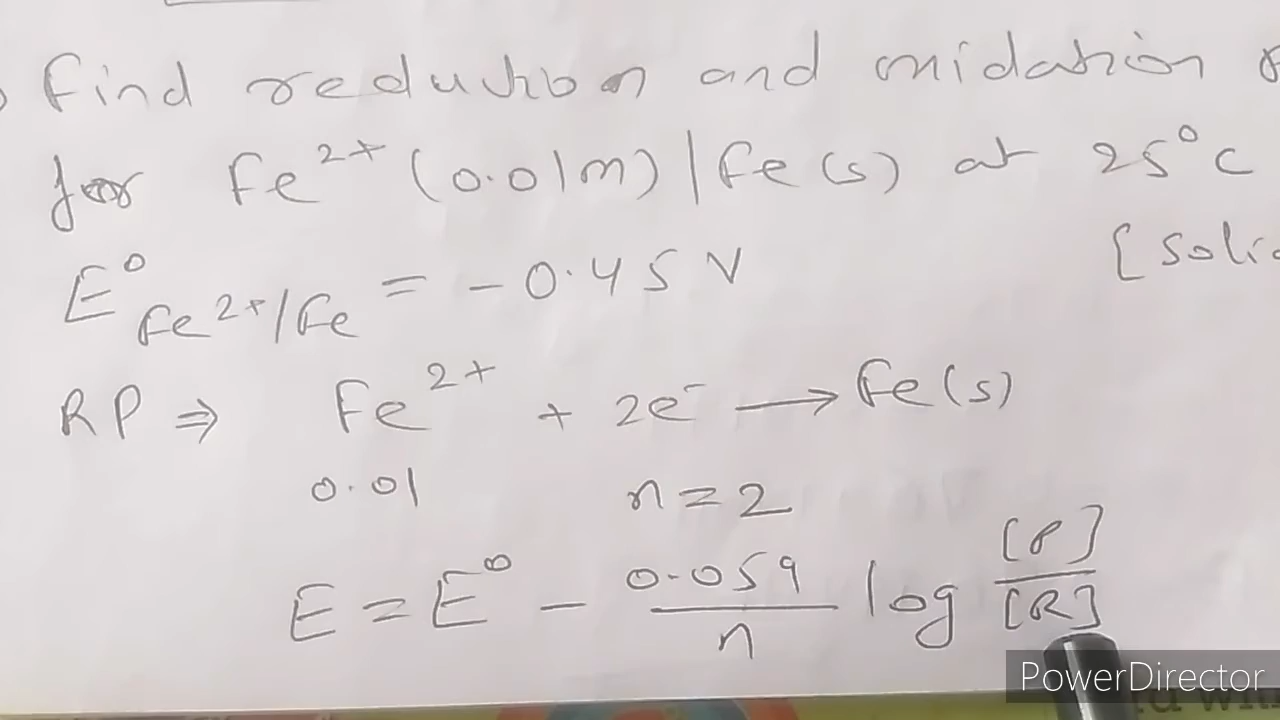 Find reduction and oxidation
for Fe²⁺ (0.01m) | Fe(s) at 25°C
E° Fe²⁺/Fe = -0.45 V [Soli
RP ⇒ Fe²⁺ + 2e⁻ → Fe(s)
0.01 n = 2
E = E° - 0.059/n log [P]/[R]
PowerDirector